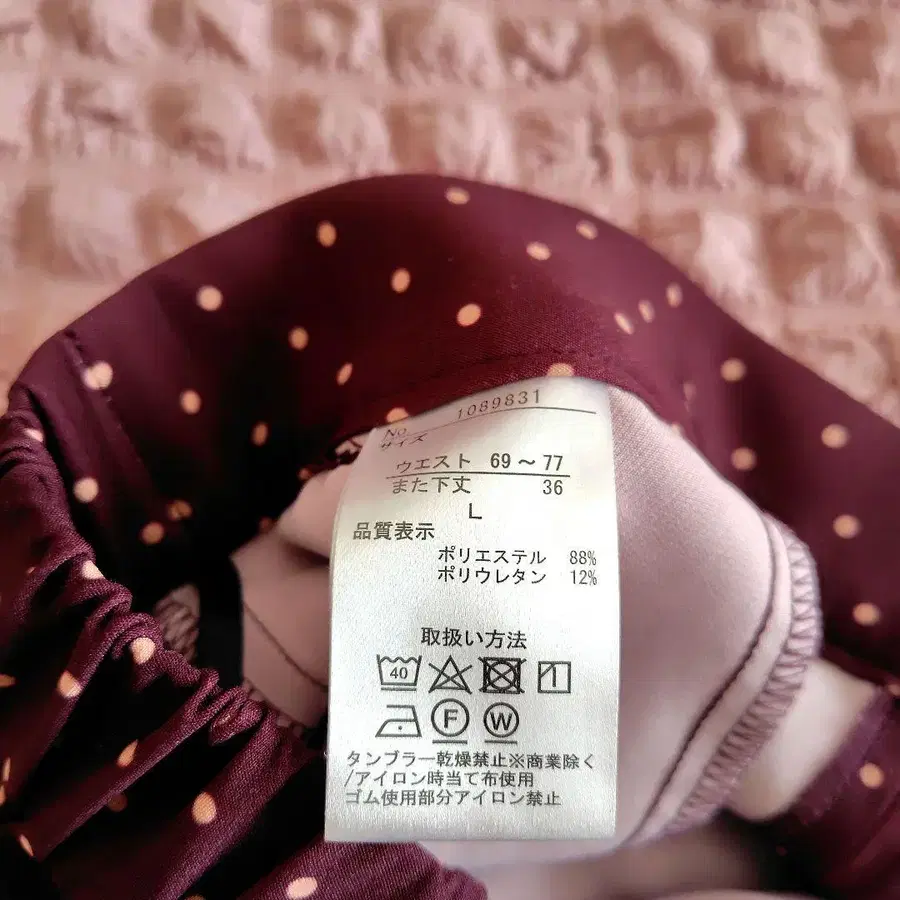 No. 1089831
サイズ
ウエスト 69～77
また下丈 36
L
品質表示
ポリエステル 88%
ポリウレタン 12%
取扱い方法
40
F W
タンブラー乾燥禁止※商業除く
/アイロン時当て布使用
ゴム使用部分アイロン禁止